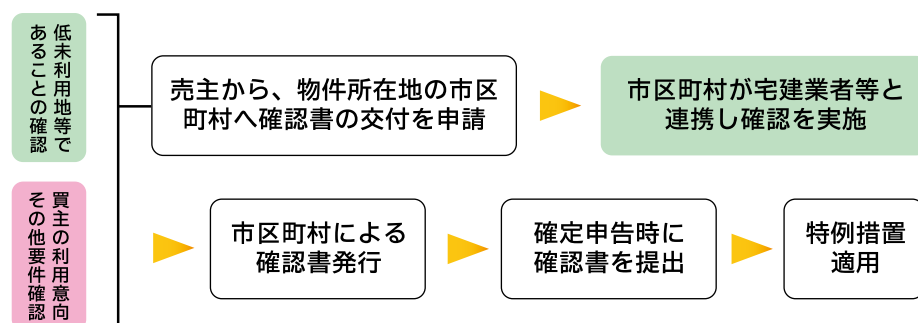 低未利用地等で
あることの確認
売主から、物件所在地の市区
町村へ確認書の交付を申請
市区町村が宅建業者等と
連携し確認を実施
買主の利用意向
その他要件確認
市区町村による
確認書発行
確定申告時に
確認書を提出
特例措置
適用